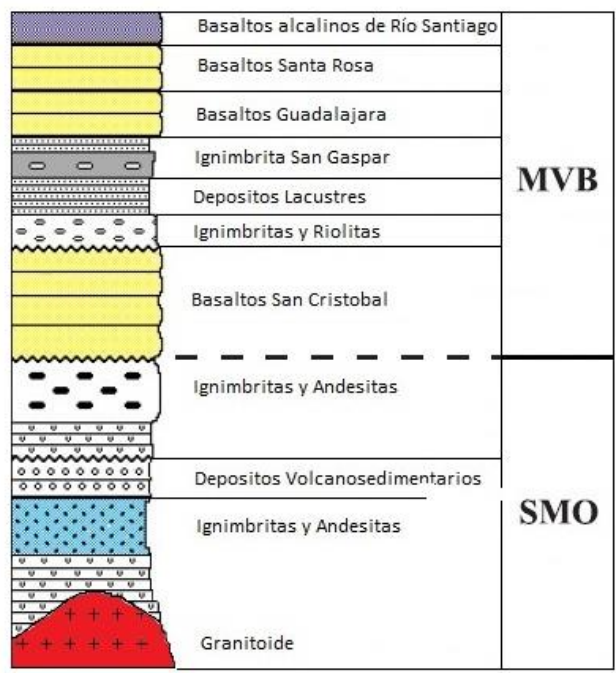 Basaltos alcalinos de Río Santiago
Basaltos Santa Rosa
Basaltos Guadalajara
Ignimbrita San Gaspar
MVB
Depositos Lacustres
Ignimbritas y Riolitas
Basaltos San Cristobal
Ignimbritas y Andesitas
Depositos Volcanosedimentarios
SMO
Ignimbritas y Andesitas
Granitoide